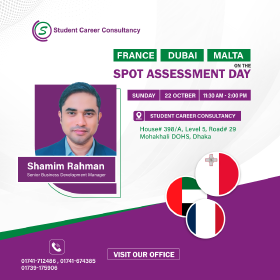 S
Student Career Consultancy
FRANCE DUBAI MALTA
ON THE
SPOT ASSESSMENT DAY
SUNDAY 22 OCTBER 11:30 AM - 2:00 PM
STUDENT CAREER CONSULTANCY
House# 398/A, Level 5, Road# 29
Mohakhali DOHS, Dhaka
Shamim Rahman
Senior Business Development Manager
01741-712486 , 01741-674385
01739-175906
VISIT OUR OFFICE